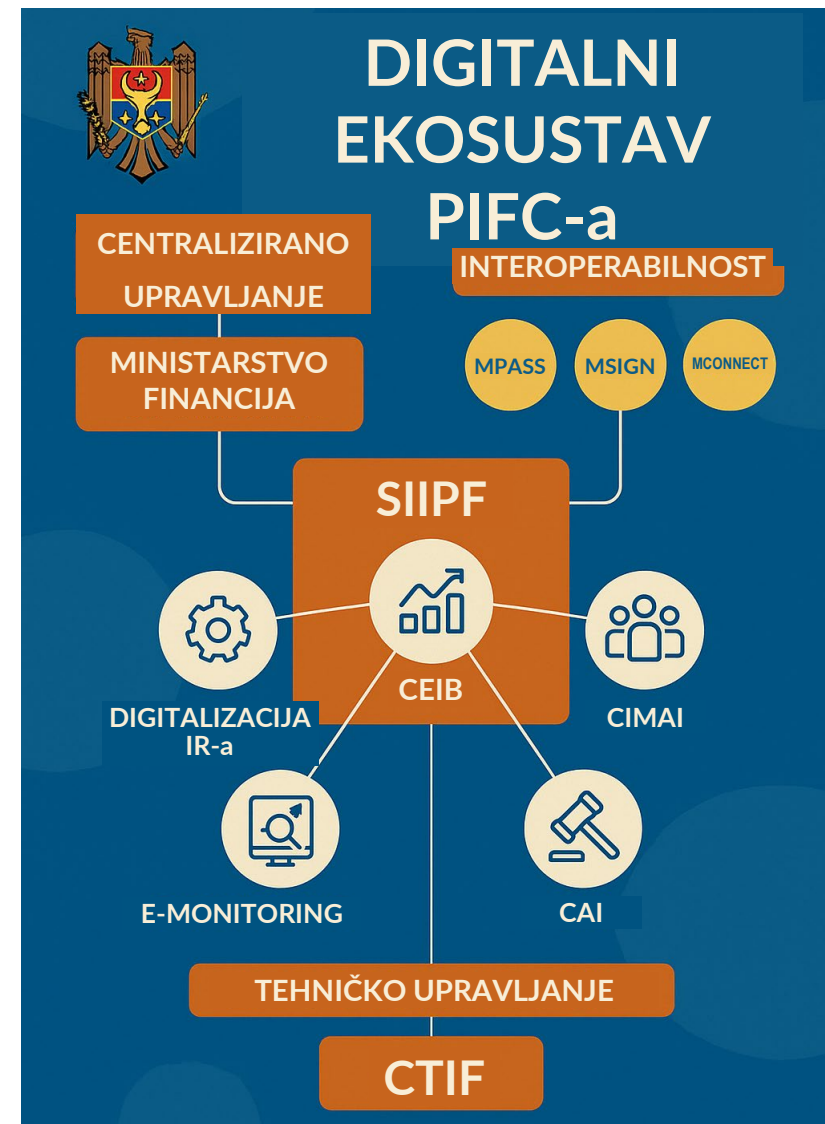 DIGITALNI
EKOSUSTAV
PIFC-a
CENTRALIZIRANO
UPRAVLJANJE
INTEROPERABILNOST
MINISTARSTVO
FINANCIJA
MPASS
MSIGN
MCONNECT
SIIPF
CEIB
DIGITALIZACIJA
IR-a
CIMAI
E-MONITORING
CAI
TEHNIČKO UPRAVLJANJE
CTIF